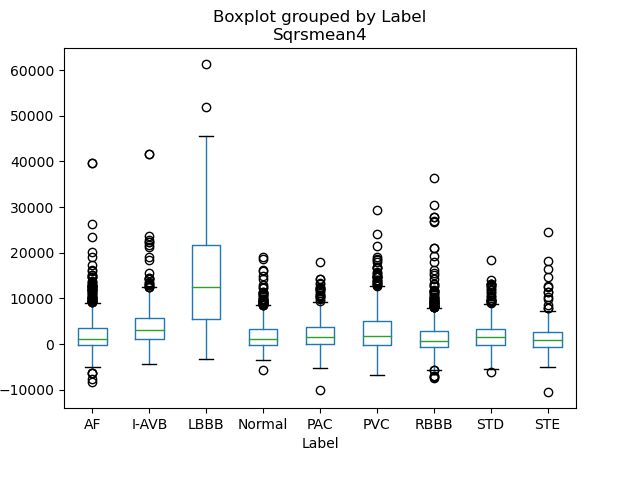 Boxplot grouped by Label
Sqrsmean4
60000
50000
40000
30000
20000
10000
0
−10000
AF I-AVB LBBB Normal PAC PVC RBBB STD STE
Label